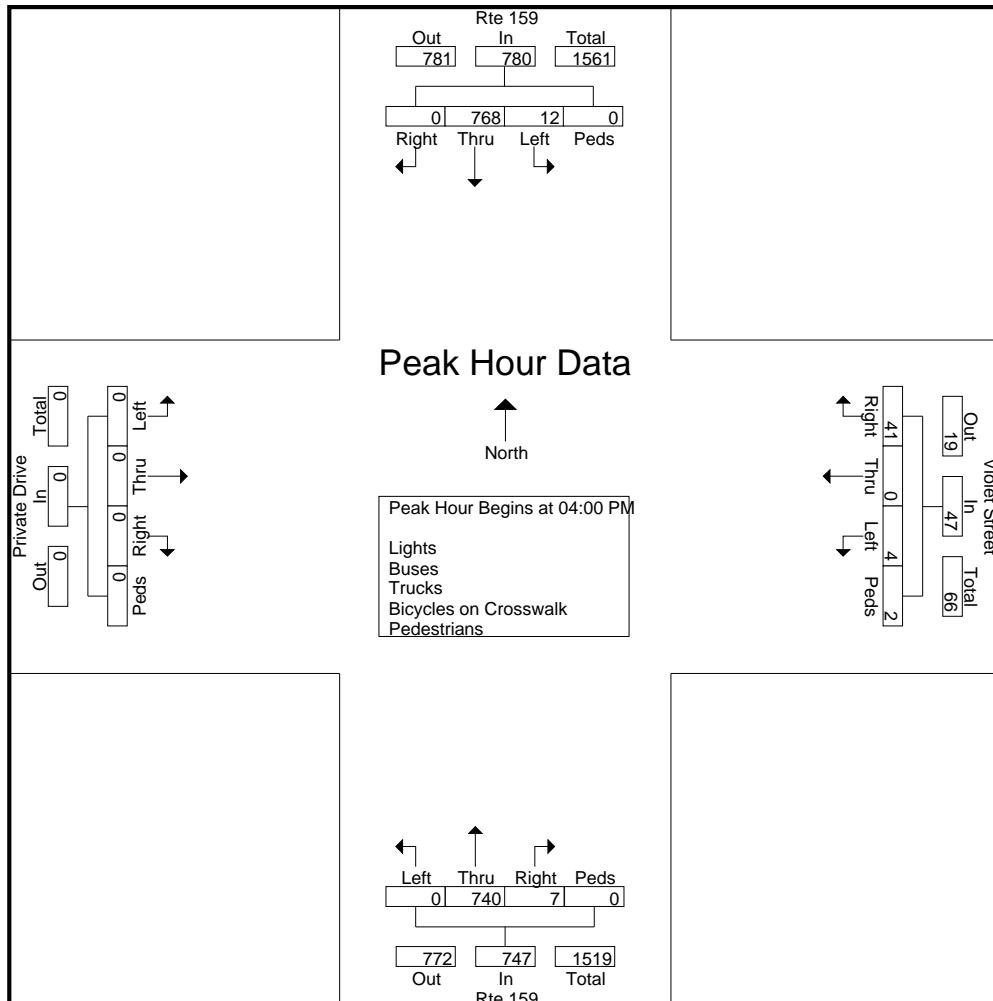 Rte 159
Out In Total
781 780 1561
0 768 12 0
Right Thru Left Peds
Peak Hour Data
North
Peak Hour Begins at 04:00 PM
Lights
Buses
Trucks
Bicycles on Crosswalk
Pedestrians
Private Drive
Out In Total
0 0 0
Left Thru Right Peds
0 0 0 0
Violet Street
Out In Total
19 47 66
41 0 4 2
Right Thru Left Peds
Left Thru Right Peds
0 740 7 0
772 747 1519
Out In Total
Rte 159